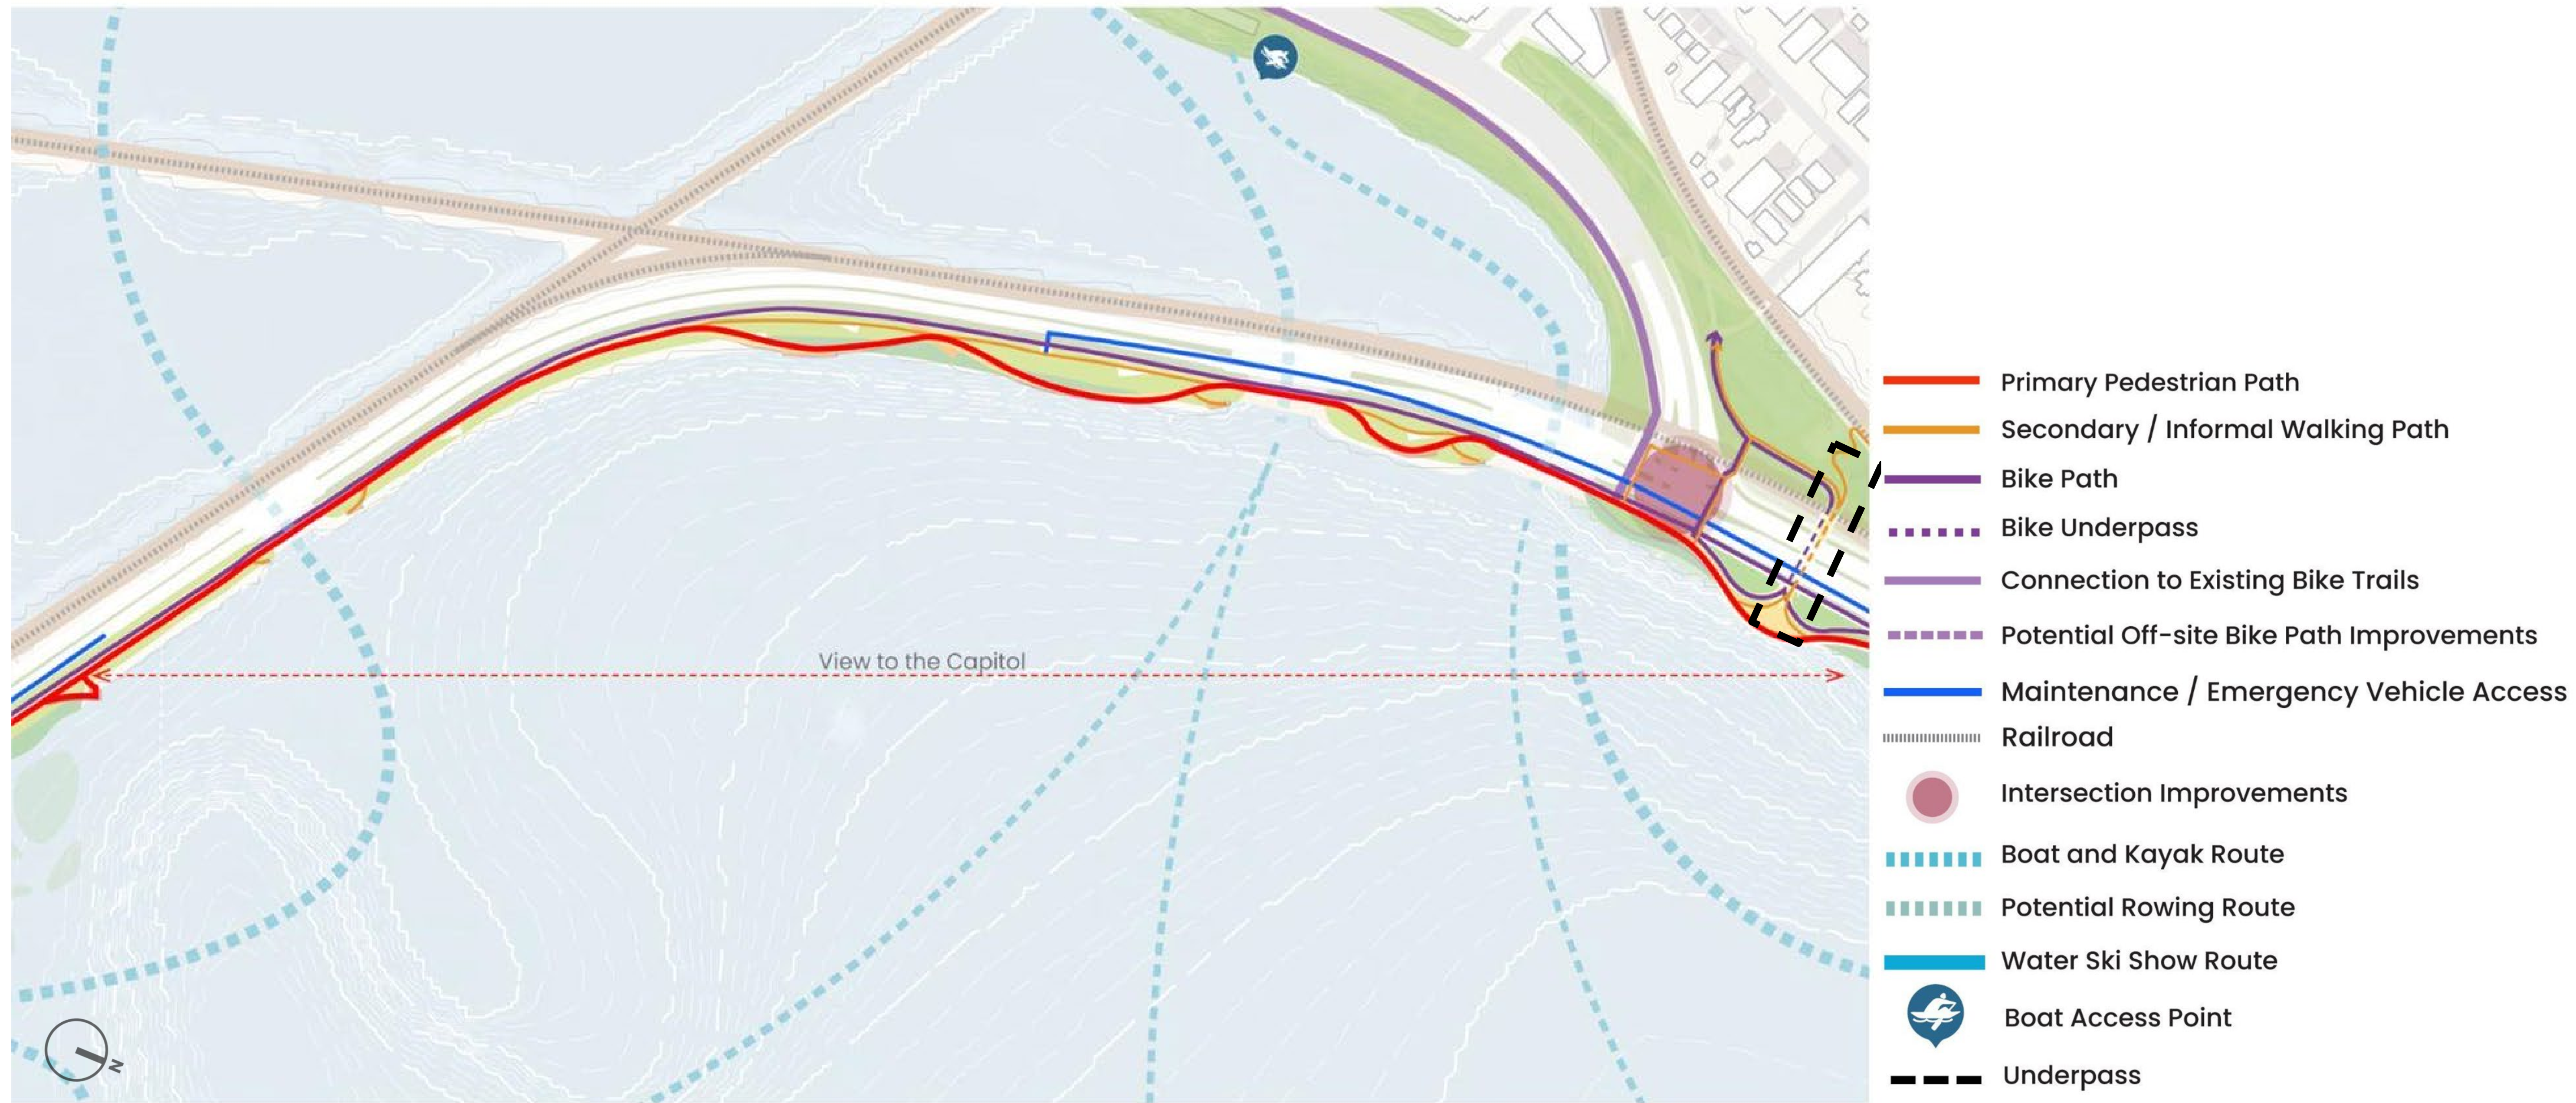 View to the Capitol
N
Primary Pedestrian Path
Secondary / Informal Walking Path
Bike Path
Bike Underpass
Connection to Existing Bike Trails
Potential Off-site Bike Path Improvements
Maintenance / Emergency Vehicle Access
Railroad
Intersection Improvements
Boat and Kayak Route
Potential Rowing Route
Water Ski Show Route
Boat Access Point
Underpass